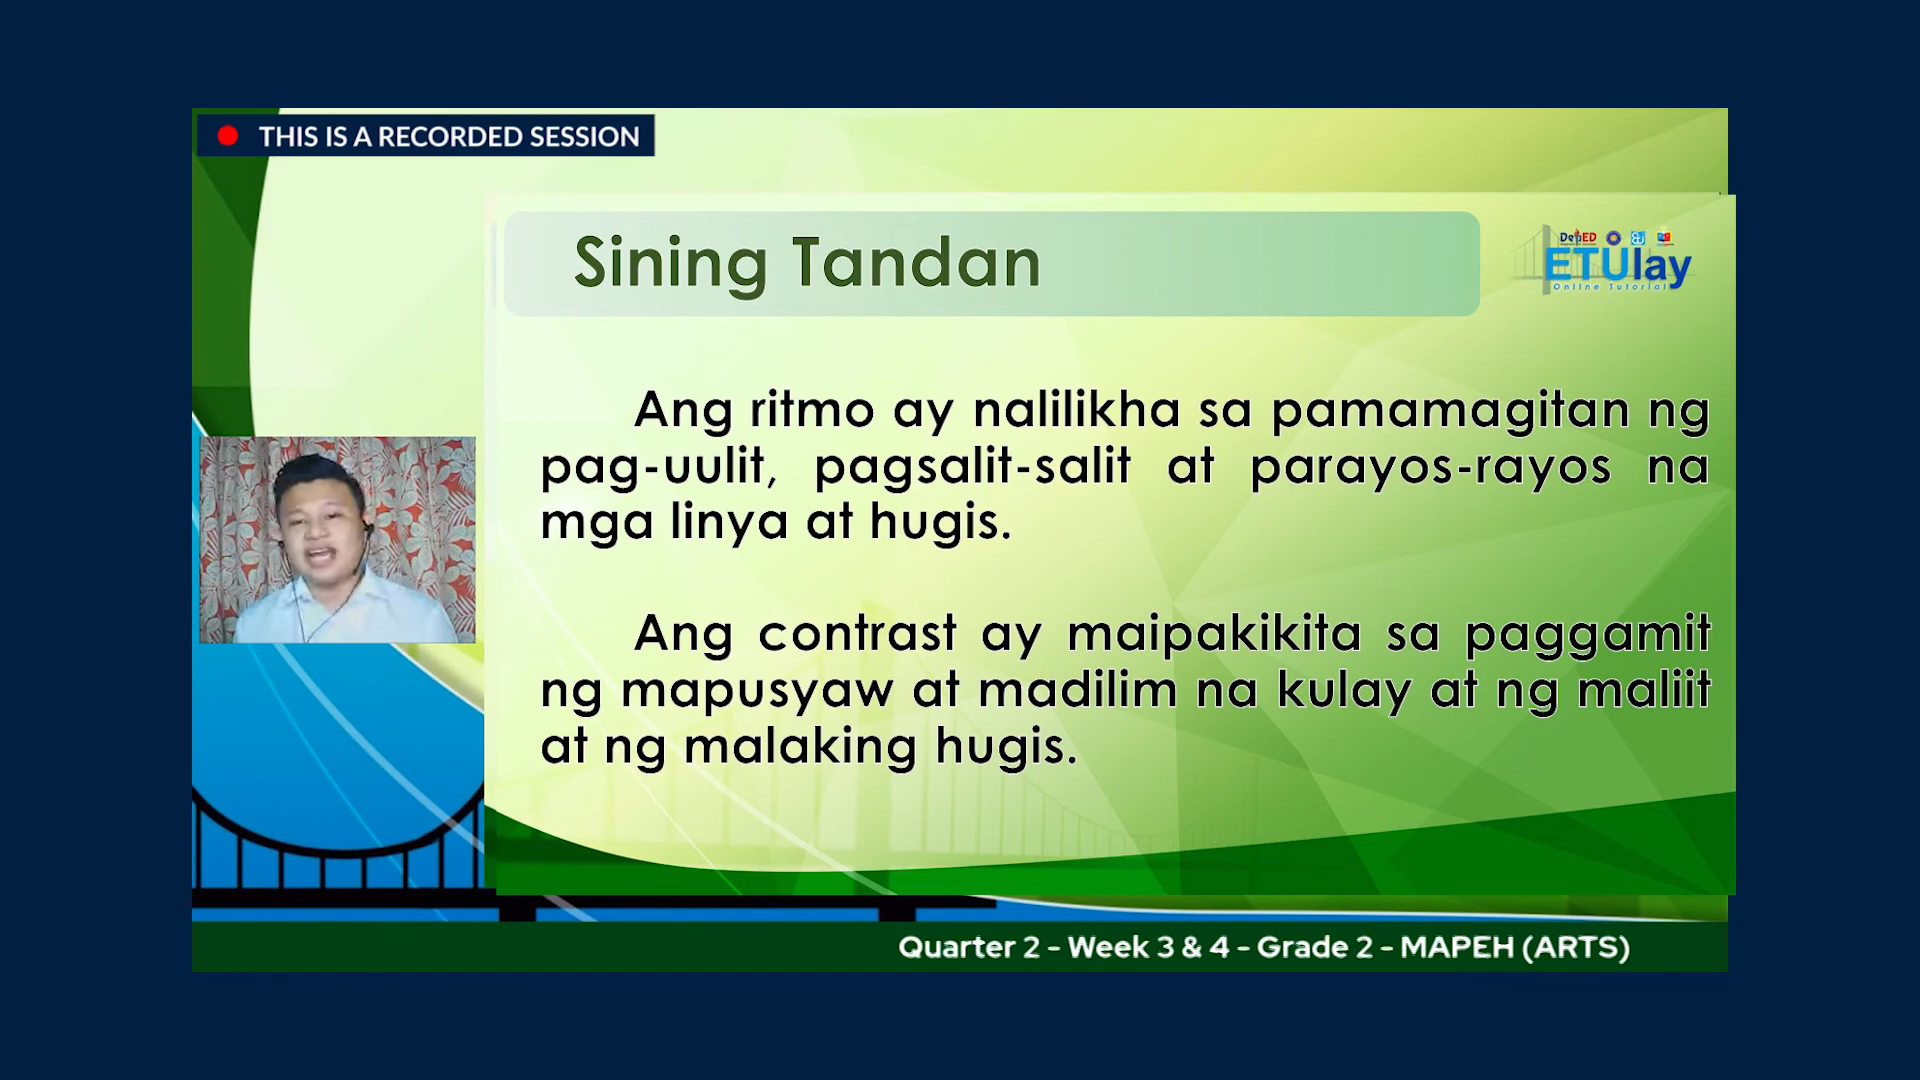 THIS IS A RECORDED SESSION
Sining Tandan
DepED
ETUlay
Online Tutorial
Ang ritmo ay nalilikha sa pamamagitan ng
pag-uulit, pagsalit-salit at parayos-rayos na
mga linya at hugis.
Ang contrast ay maipakikita sa paggamit
ng mapusyaw at madilim na kulay at ng maliit
at ng malaking hugis.
Quarter 2 - Week 3 & 4 - Grade 2 - MAPEH (ARTS)